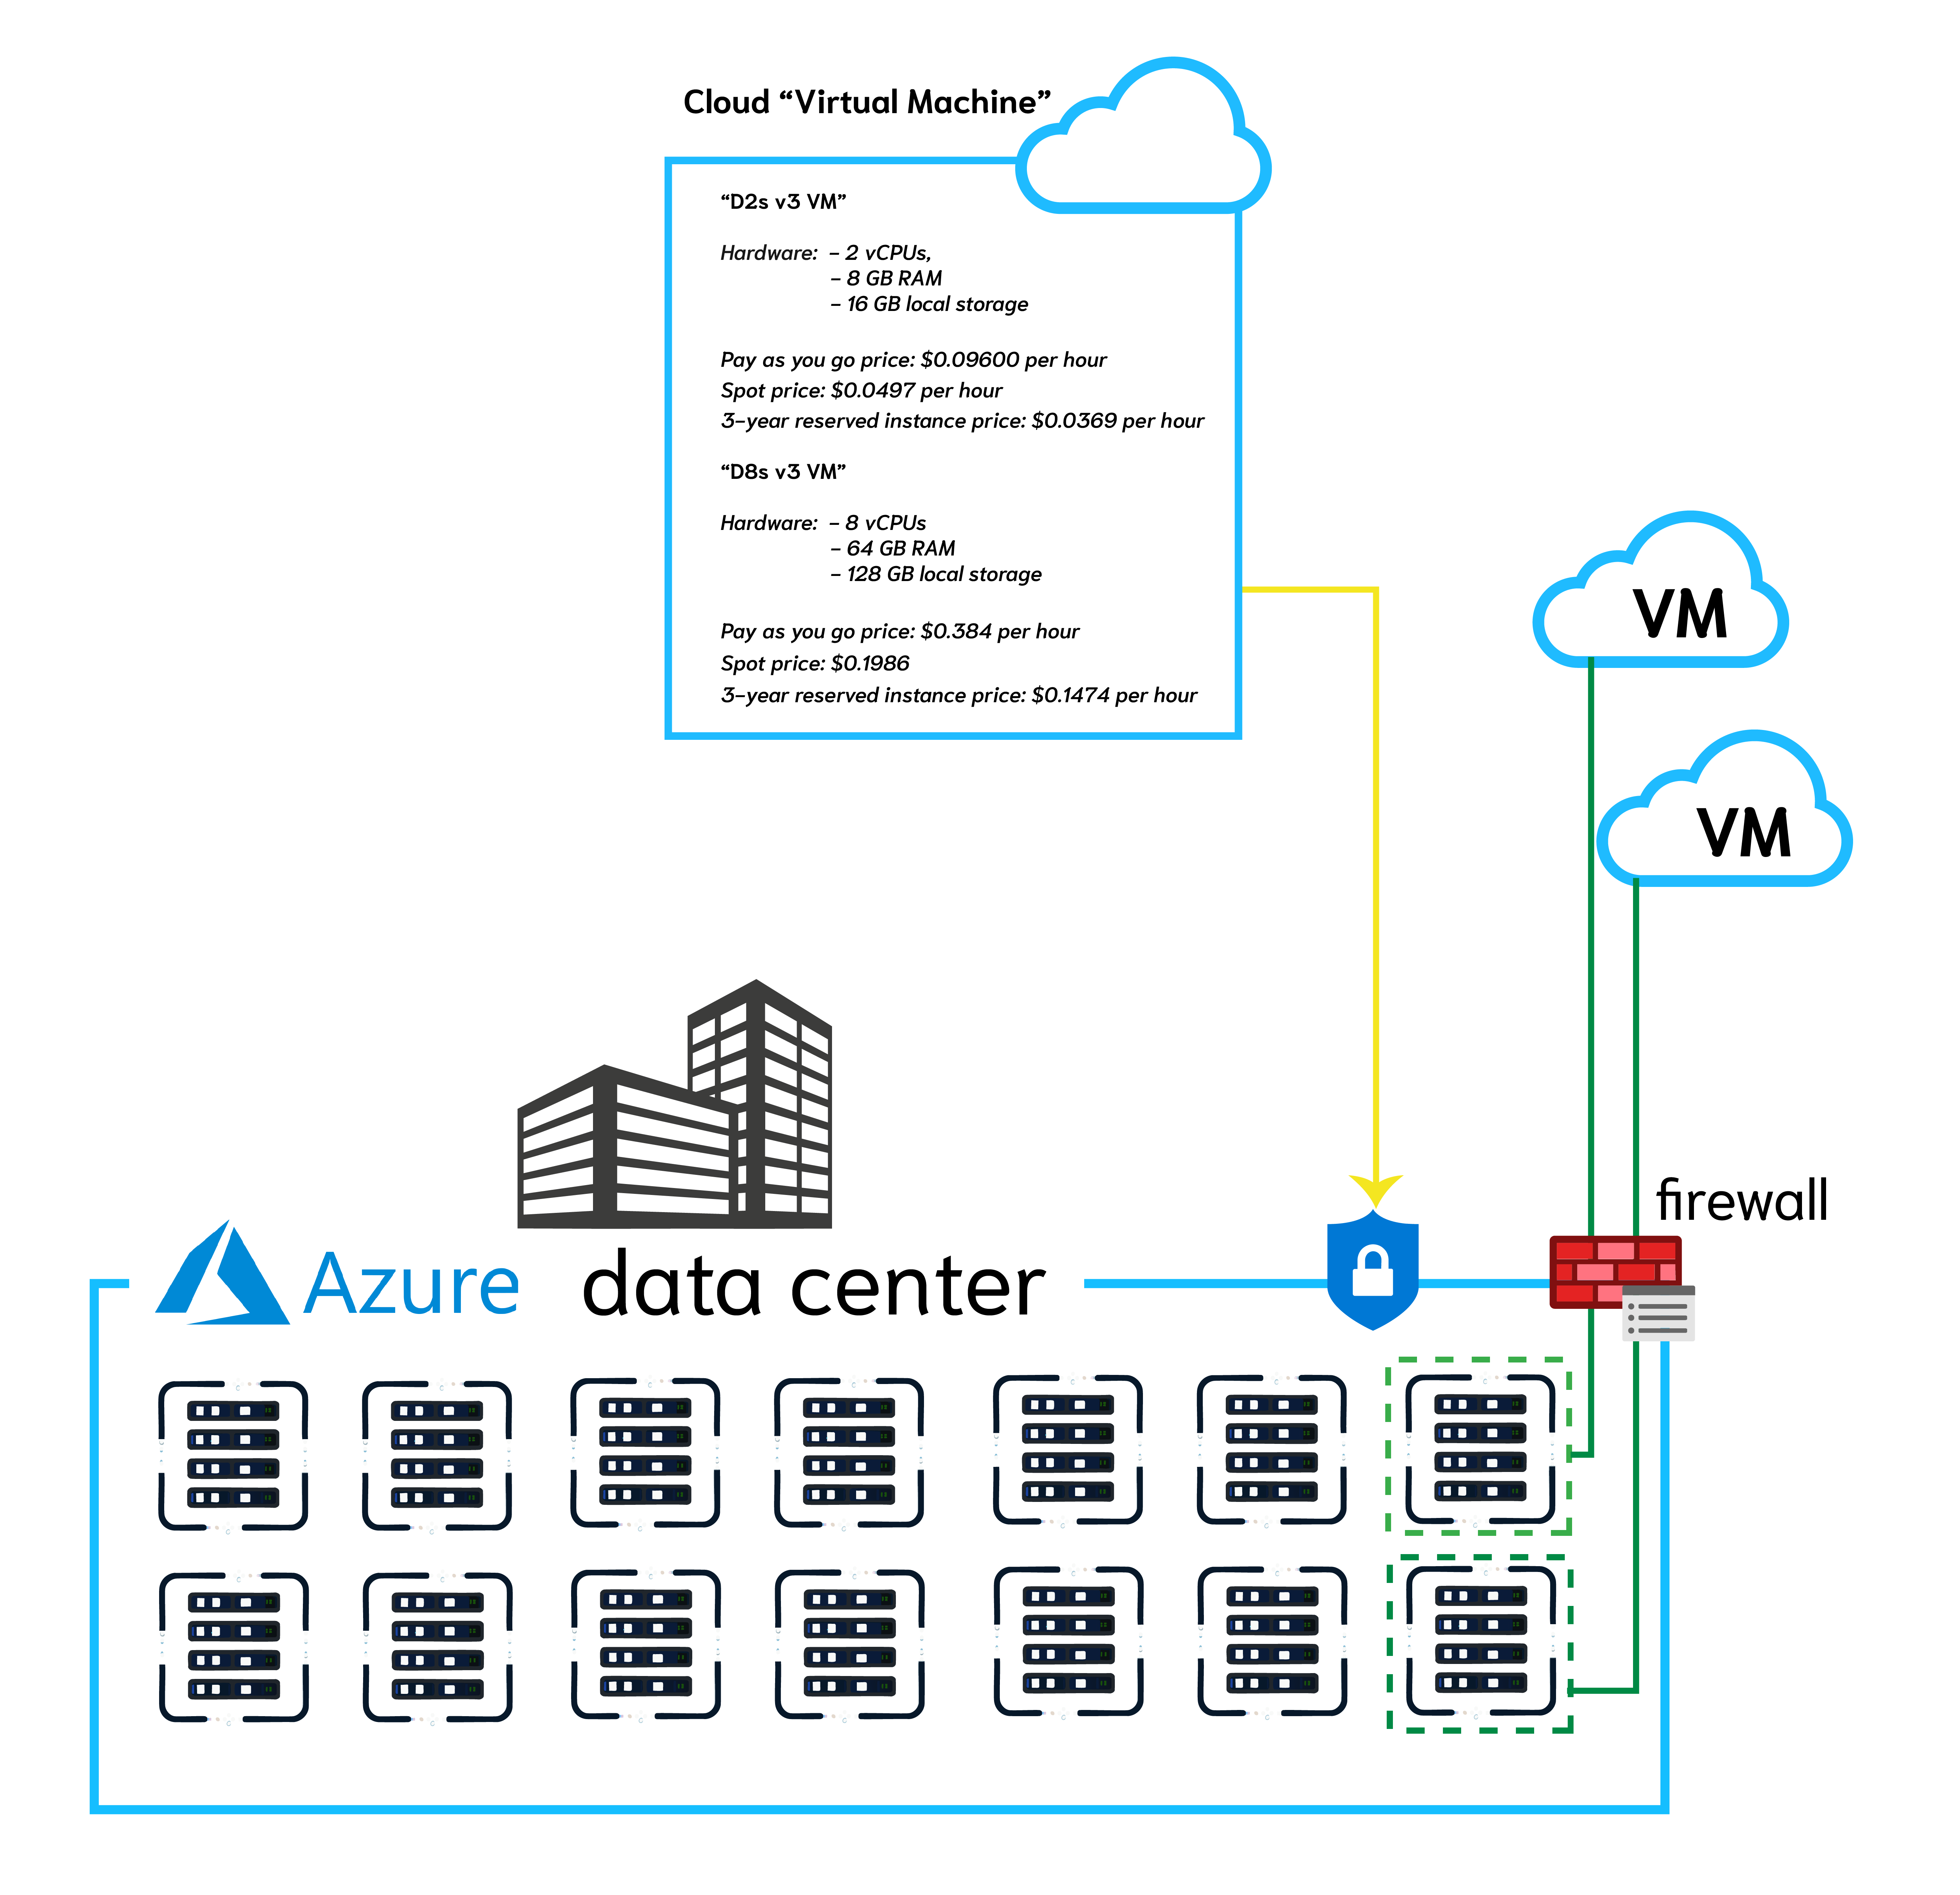 Cloud “Virtual Machine”
“D2s v3 VM”
Hardware: – 2 vCPUs,
– 8 GB RAM
– 16 GB local storage
Pay as you go price: $0.09600 per hour
Spot price: $0.0497 per hour
3-year reserved instance price: $0.0369 per hour
“D8s v3 VM”
Hardware: – 8 vCPUs
– 64 GB RAM
– 128 GB local storage
Pay as you go price: $0.384 per hour
Spot price: $0.1986
3-year reserved instance price: $0.1474 per hour
VM
VM
firewall
Azure data center